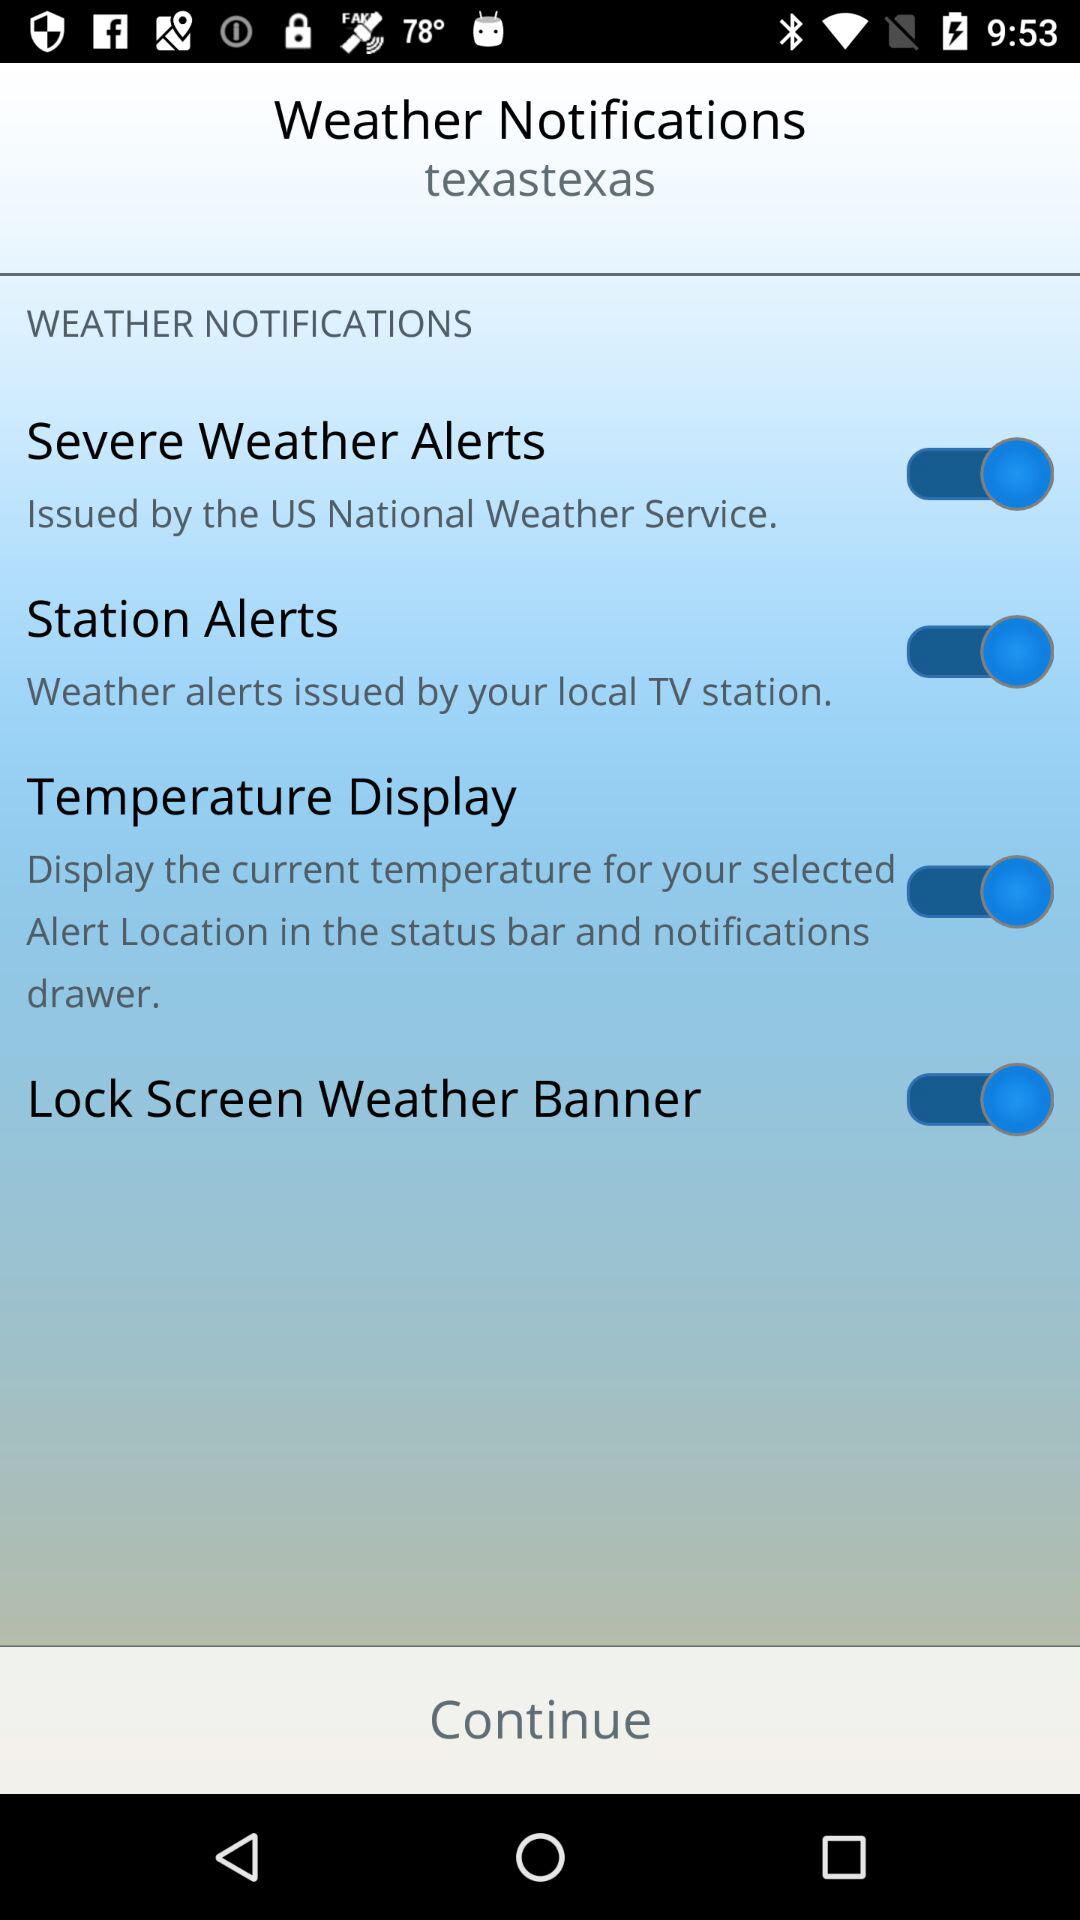 FAKE 78° 9:53
Weather Notifications
texastexas
WEATHER NOTIFICATIONS
Severe Weather Alerts
Issued by the US National Weather Service.
Station Alerts
Weather alerts issued by your local TV station.
Temperature Display
Display the current temperature for your selected
Alert Location in the status bar and notifications
drawer.
Lock Screen Weather Banner
Continue